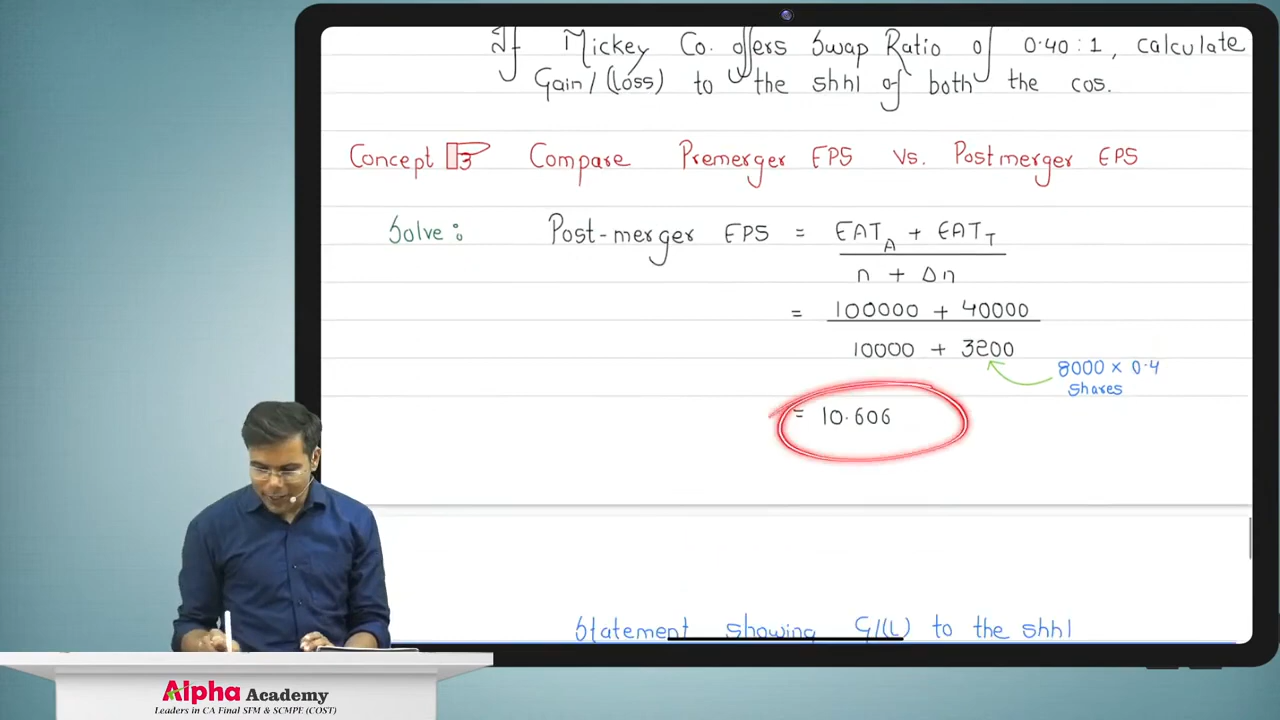 If Mickey Co. offers Swap Ratio of 0.40 : 1, calculate
Gain/(loss) to the shhl of both the cos.
Concept Compare Premerger EPS Vs. Postmerger EPS
Solve : Post-merger EPS = EAT_A + EAT_T
n + Δn
= 100000 + 40000
10000 + 3200
8000 × 0.4
Shares
= 10.606
Statement showing G/(L) to the shhl
Alpha Academy
Leaders in CA Final SFM & SCMPE (COST)